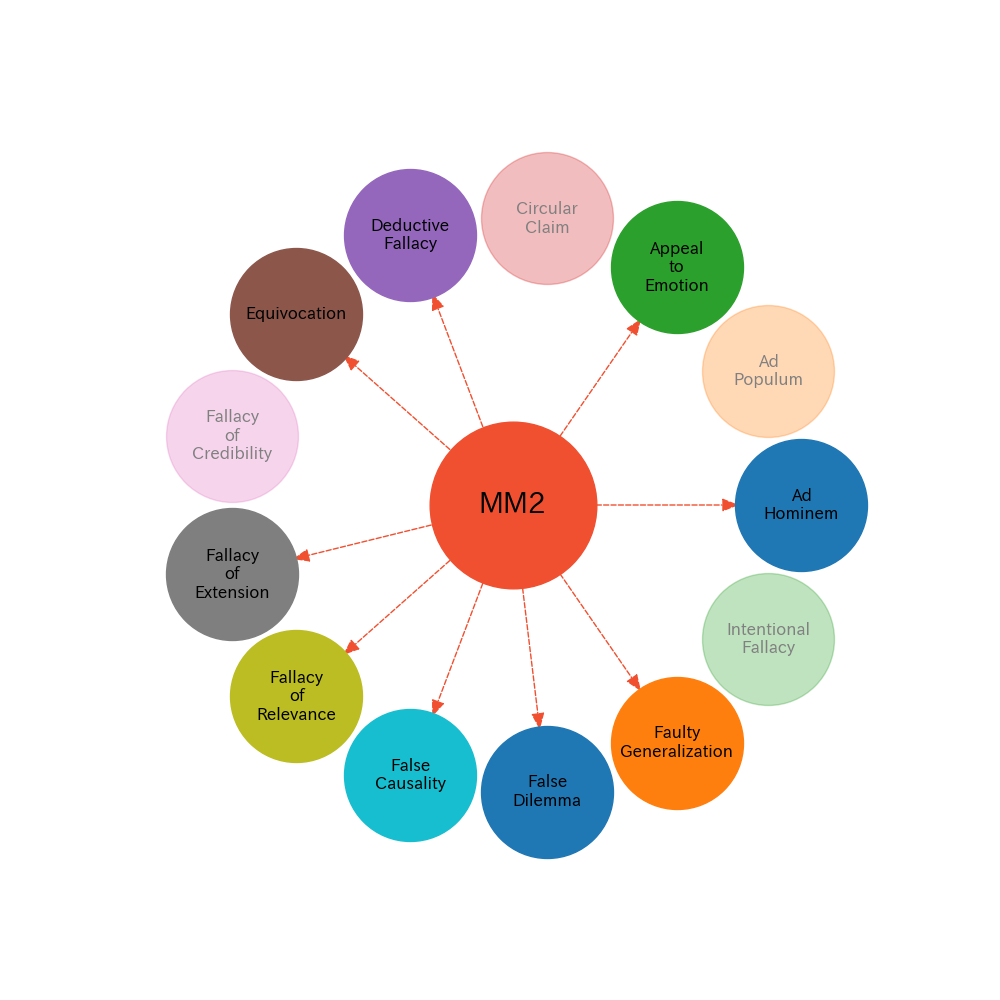 Circular
Claim
Deductive
Fallacy
Appeal
to
Emotion
Equivocation
Ad
Populum
Fallacy
of
Credibility
MM2
Ad
Hominem
Fallacy
of
Extension
Intentional
Fallacy
Fallacy
of
Relevance
Faulty
Generalization
False
Causality
False
Dilemma